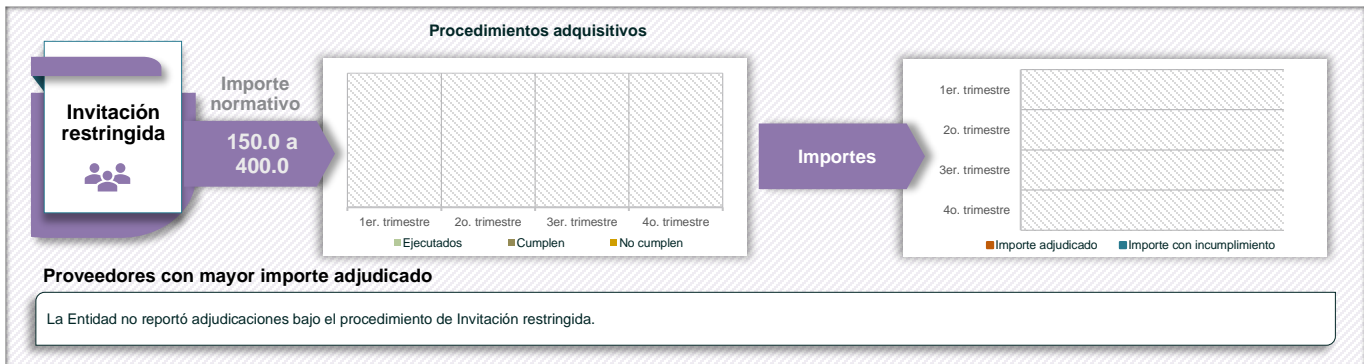 Procedimientos adquisitivos
Invitación
restringida
Importe
normativo
150.0 a
400.0
1er. trimestre 2o. trimestre 3er. trimestre 4o. trimestre
Ejecutados Cumplen No cumplen
Importes
1er. trimestre
2o. trimestre
3er. trimestre
4o. trimestre
Importe adjudicado Importe con incumplimiento
Proveedores con mayor importe adjudicado
La Entidad no reportó adjudicaciones bajo el procedimiento de Invitación restringida.